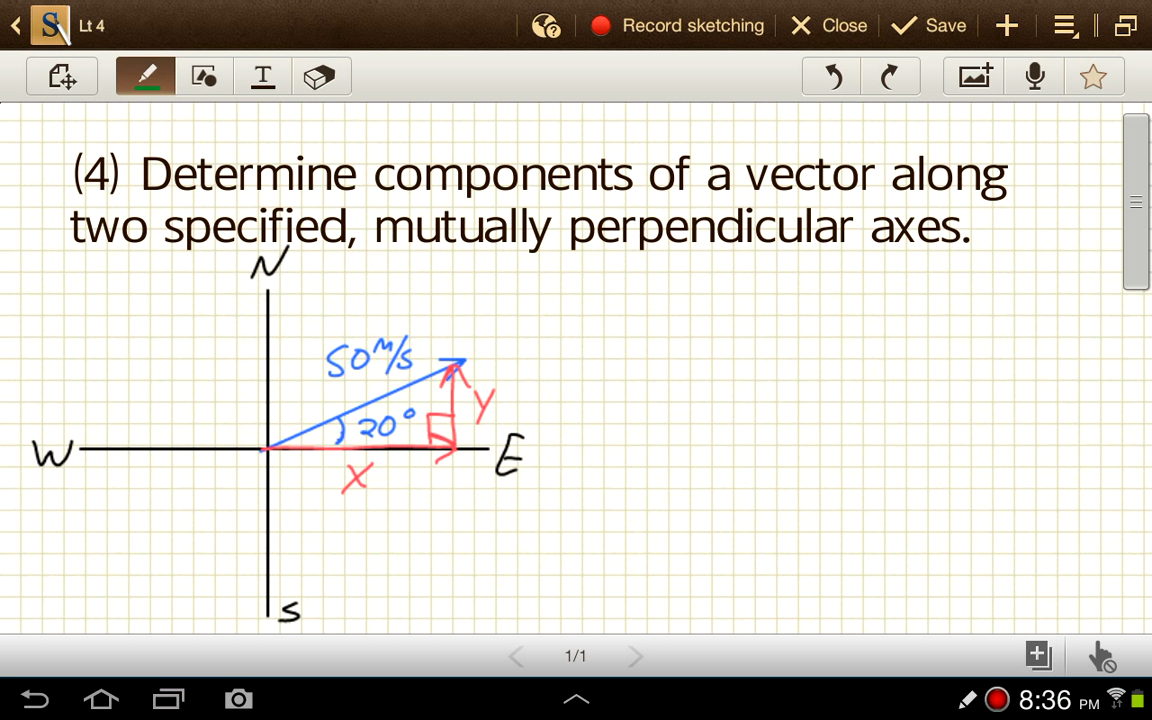 Lt 4
Record sketching
Close
Save
T
(4) Determine components of a vector along
two specified, mutually perpendicular axes.
N
50 m/s
20°
y
W
E
x
S
1/1
8:36 PM